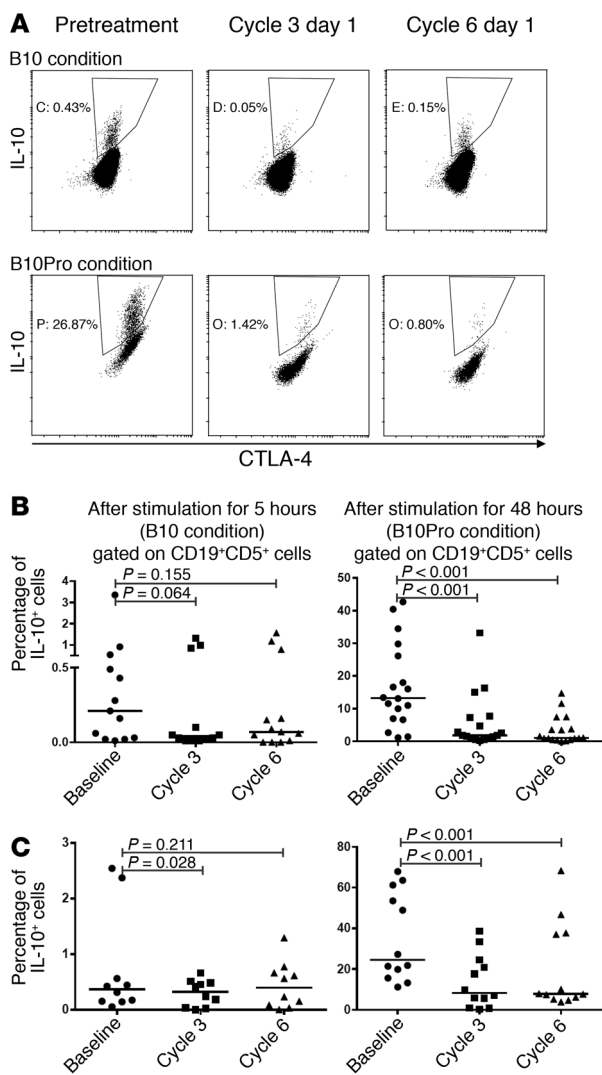 A
Pretreatment
Cycle 3 day 1
Cycle 6 day 1
B10 condition
IL-10
C: 0.43%
D: 0.05%
E: 0.15%
B10Pro condition
IL-10
P: 26.87%
O: 1.42%
O: 0.80%
CTLA-4
B
After stimulation for 5 hours
(B10 condition)
gated on CD19⁺CD5⁺ cells
After stimulation for 48 hours
(B10Pro condition)
gated on CD19⁺CD5⁺ cells
Percentage of
IL-10⁺ cells
4
3
2
1
0.5
0.0
P = 0.155
P = 0.064
Baseline
Cycle 3
Cycle 6
50
40
30
20
10
0
P < 0.001
P < 0.001
Baseline
Cycle 3
Cycle 6
C
Percentage of
IL-10⁺ cells
3
2
1
0
P = 0.211
P = 0.028
Baseline
Cycle 3
Cycle 6
80
60
40
20
0
P < 0.001
P < 0.001
Baseline
Cycle 3
Cycle 6